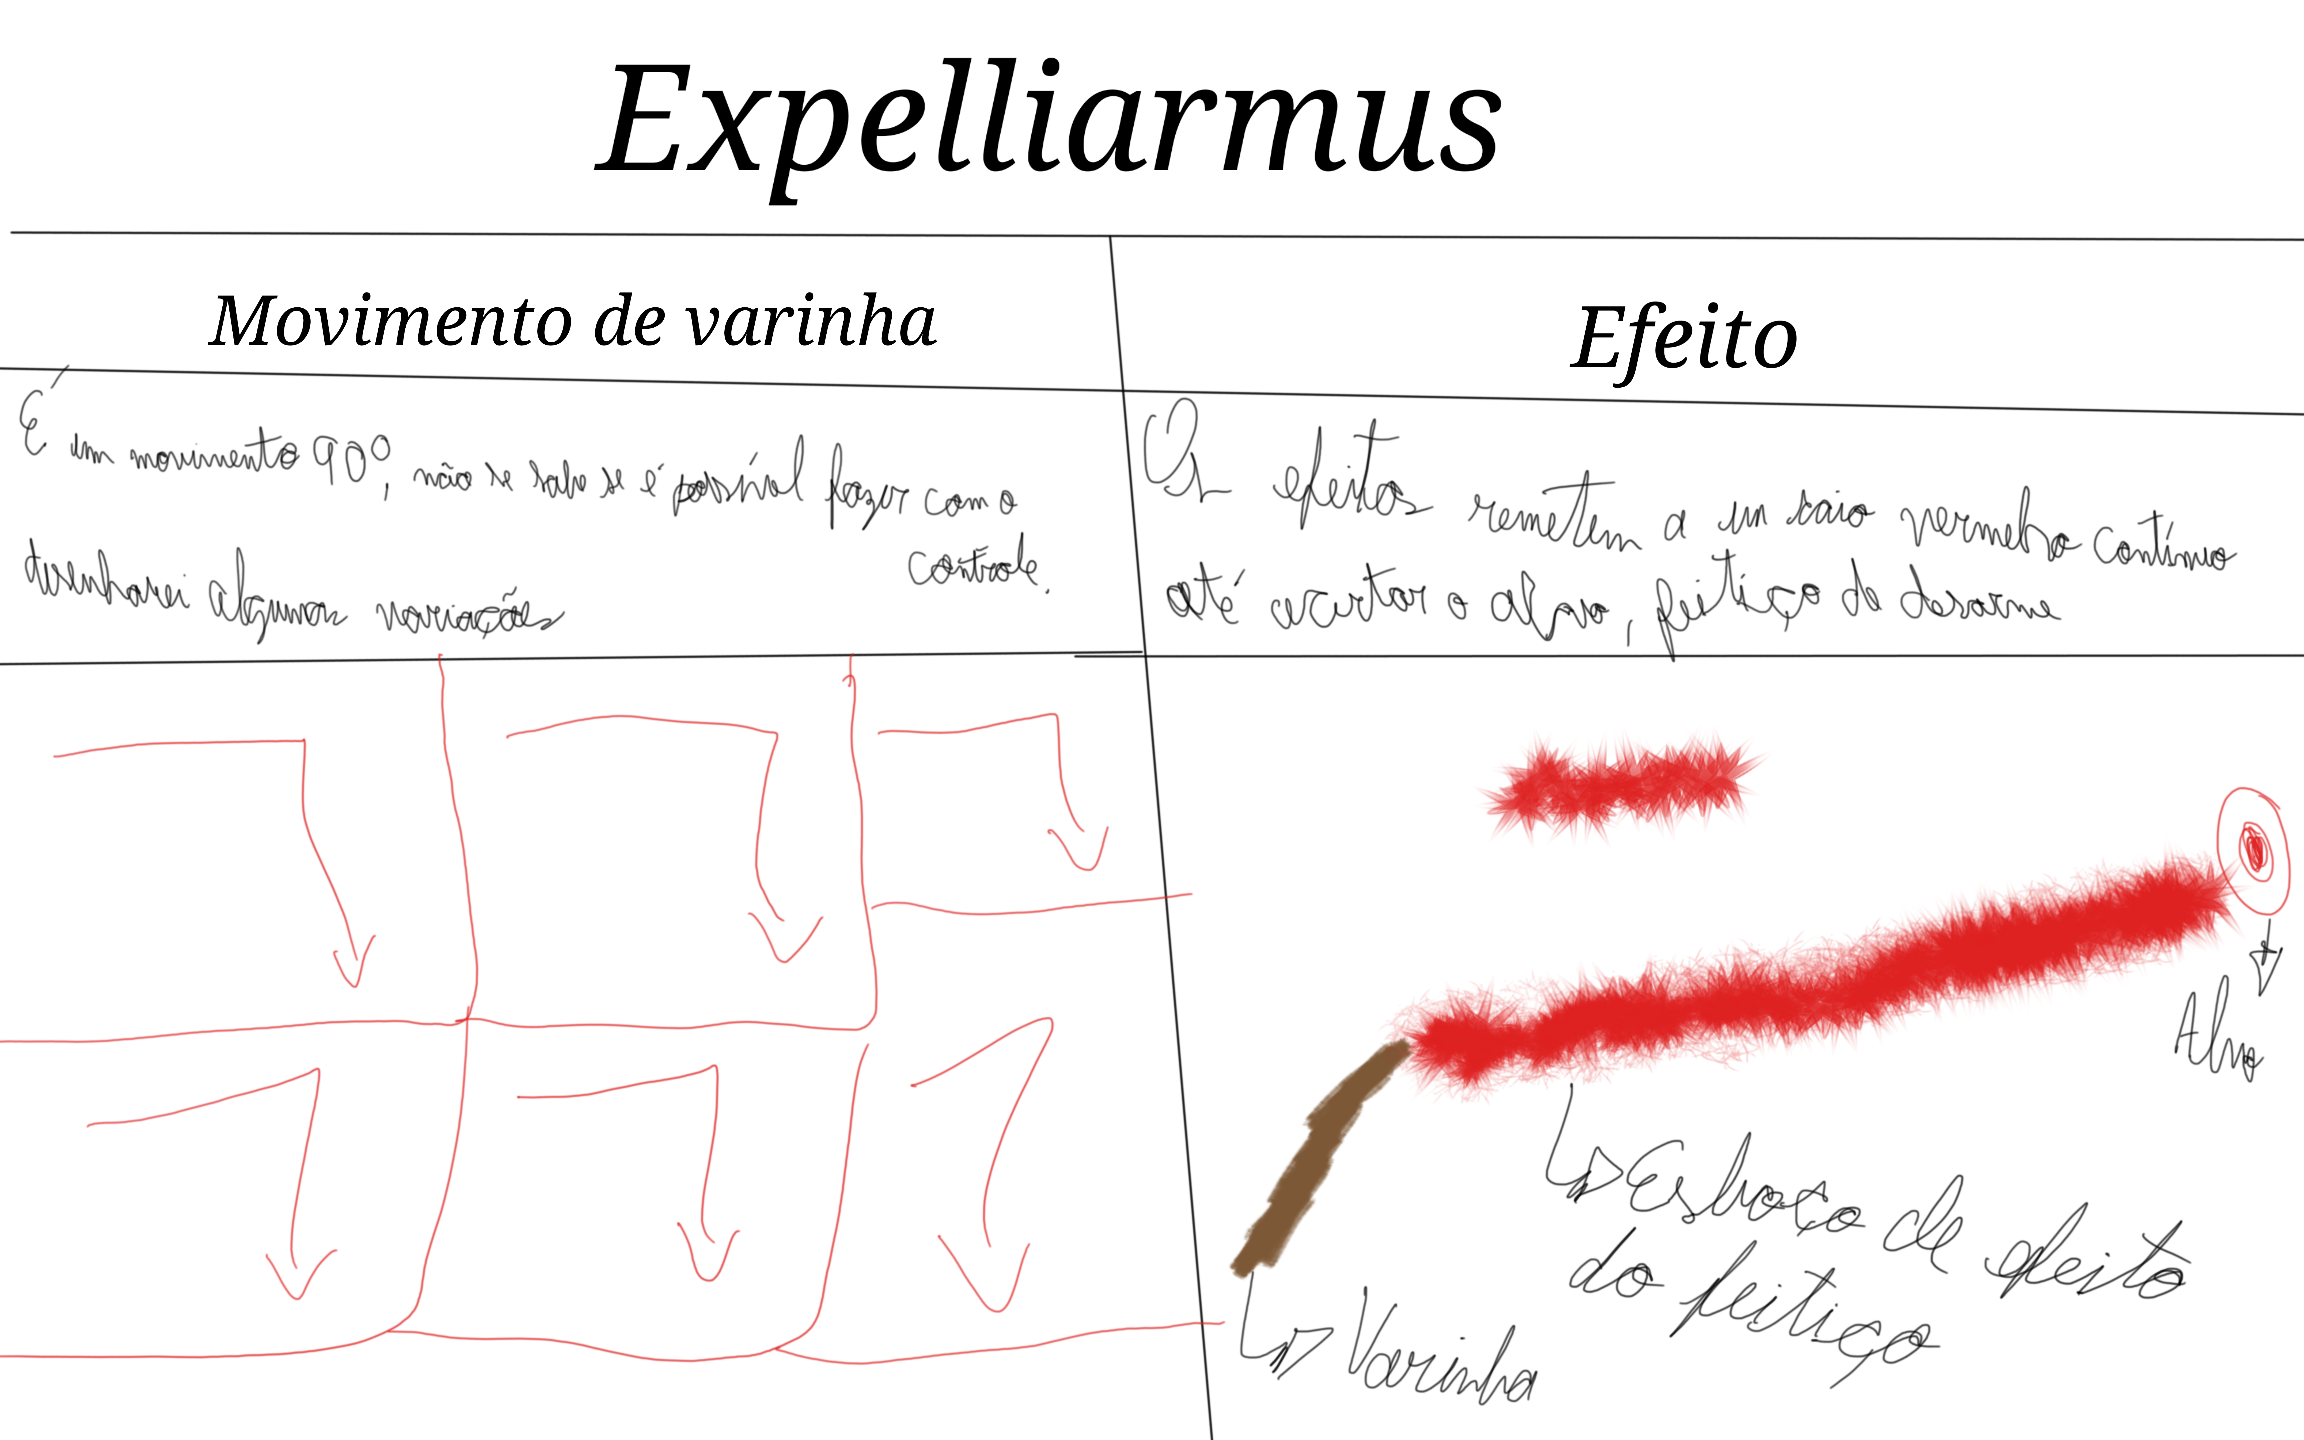 Expelliarmus
Movimento de varinha
Efeito
É um movimento 90º, não se sabe se é possível fazer com o
controle.
desenharei algumas variações
Os efeitos remetem a um raio vermelho contínuo
até acertar o alvo, feitiço de desarme
Alvo
Esboço de efeito
do feitiço
Varinha